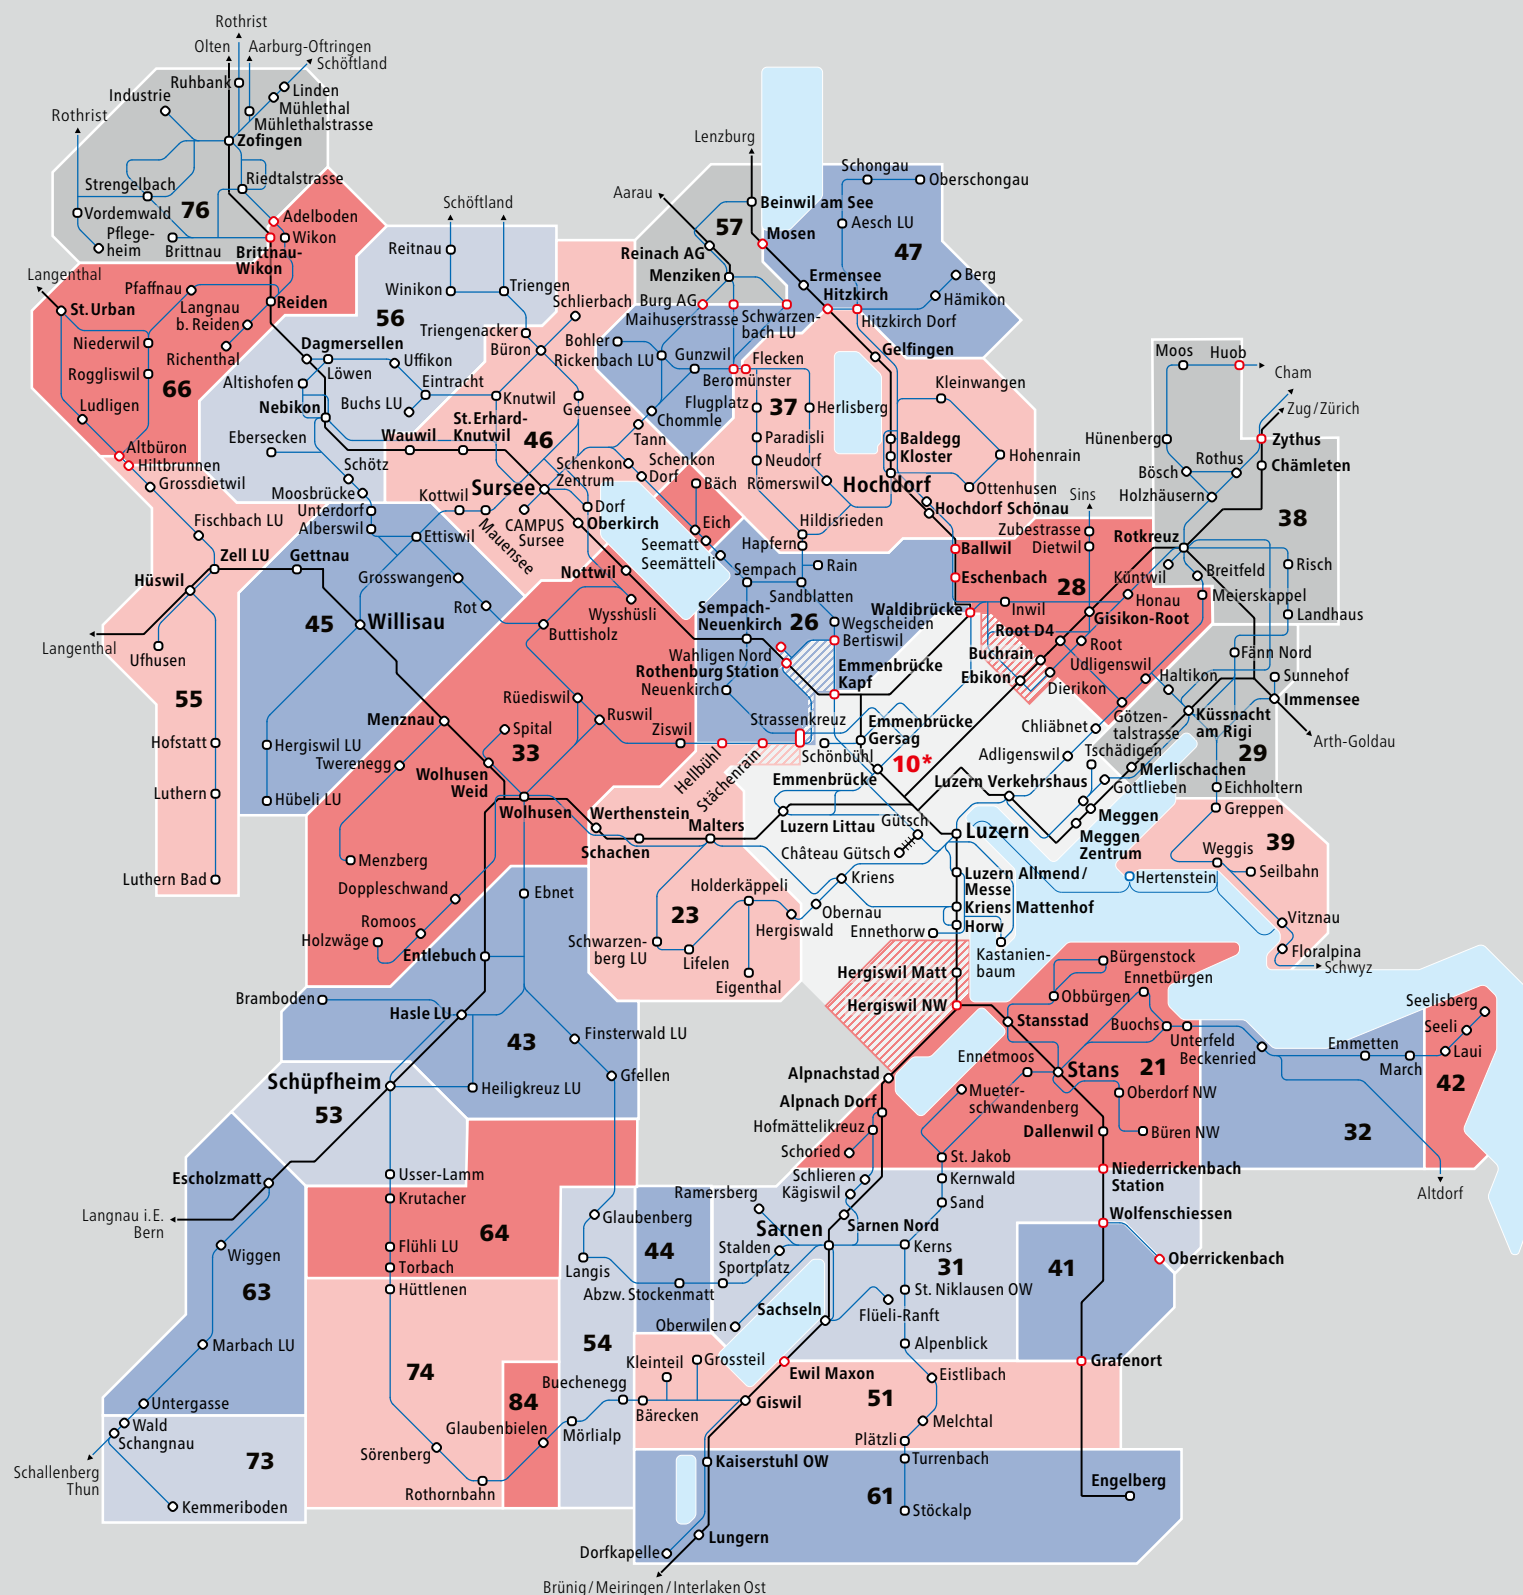 Rothrist
Olten
Aarburg-Oftringen
Schöftland
Ruhbank
Industrie
Linden
Mühlethal
Mühlethalstrasse
Rothrist
Zofingen
Strengelbach
Riedtalstrasse
76
Vordemwald
Pflege-
heim
Brittnau
Adelboden
Wikon
Brittnau-
Wikon
Langenthal
St. Urban
Pfaffnau
Langnau
b. Reiden
Reiden
Niederwil
Richenthal
Roggliswil
66
Ludligen
Altbüron
Hiltbrunnen
Grossdietwil
Schöftland
Reitnau
Winikon
Triengen
56
Triengenacker
Schlierbach
Büron
Dagmersellen
Löwen
Uffikon
Altishofen
Eintracht
Buchs LU
Nebikon
Knutwil
Geuensee
Ebersecken
Wauwil
St. Erhard-
Knutwil
46
Schötz
Moosbrücke
Unterdorf
Alberswil
Kottwil
Ettiswil
Mauensee
Sursee
CAMPUS
Sursee
Schenkon
Zentrum
Schenkon
Dorf
Tann
Dorf
Oberkirch
Bäch
Eich
Seematt
Seemätteli
Nottwil
Fischbach LU
Zell LU
Gettnau
Hüswil
Langenthal
Ufhusen
55
Hofstatt
Luthern
Luthern Bad
45
Willisau
Grosswangen
Rot
Hergiswil LU
Hübeli LU
Wysshüsli
Buttisholz
Rüediswil
Ruswil
Ziswil
Menznau
Twerenegg
Spital
33
Wolhusen
Weid
Wolhusen
Menzberg
Doppleschwand
Romoos
Holzwäge
Lenzburg
Aarau
57
Beinwil am See
Reinach AG
Mosen
Menziken
Burg AG
Maihuserstrasse
Schwarzen-
bach LU
Bohler
Rickenbach LU
Gunzwil
Flecken
Beromünster
Chommle
Schongau
Oberschongau
Aesch LU
47
Ermensee
Hitzkirch
Berg
Hämikon
Hitzkirch Dorf
Gelfingen
Flugplatz
37
Herlisberg
Paradisli
Neudorf
Römerswil
Kleinwangen
Baldegg
Kloster
Hohenrain
Hochdorf
Ottenhusen
Hochdorf Schönau
Hildisrieden
Hapfern
Rain
Sempach
Sandblatten
Sempach-
Neuenkirch
26
Wegscheiden
Bertiswil
Wahligen Nord
Rothenburg Station
Neuenkirch
Emmenbrücke
Kapf
Ballwil
Eschenbach
Waldibrücke
Sins
Zubestrasse
Dietwil
28
Inwil
Honau
Gisikon-Root
Root D4
Root
Buchrain
Udligenswil
Ebikon
Dierikon
Moos
Huob
Cham
Zug/Zürich
Hünenberg
Zythus
Bösch
Rothus
Chämleten
Holzhäusern
38
Rotkreuz
Küntwil
Breitfeld
Risch
Meierskappel
Landhaus
Fänn Nord
Haltikon
Sunnehof
Immensee
Götzen-
talstrasse
Küssnacht
am Rigi
Arth-Goldau
29
Chliäbnet
Adligenswil
Tschädigen
Merlischachen
Gottlieben
Eichholtern
Strassenkreuz
Schönbühl
Emmenbrücke
Gersag
10*
Hellbühl
Stächenrain
Emmenbrücke
Luzern Verkehrshaus
Luzern Littau
Gütsch
Château Gütsch
Luzern
Meggen
Meggen
Zentrum
Werthenstein
Schachen
Malters
Holderkäppeli
Kriens
Obernau
Hergiswald
23
Schwarzen-
berg LU
Lifelen
Eigenthal
Luzern Allmend/
Messe
Kriens Mattenhof
Horw
Ennethorw
Kastanien-
baum
Hergiswil Matt
Hergiswil NW
Greppen
39
Weggis
Seilbahn
Hertenstein
Vitznau
Floralpina
Schwyz
Bürgenstock
Ennetbürgen
Obbürgen
Stansstad
Buochs
Unterfeld
Beckenried
Emmetten
March
Seelisberg
Seeli
Laui
42
32
Altdorf
Ennetmoos
Stans
21
Mueter-
schwandenberg
Oberdorf NW
Büren NW
Dallenwil
Niederrickenbach
Station
Wolfenschiessen
Oberrickenbach
41
Grafenort
Engelberg
Alpnachstad
Alpnach Dorf
Hofmättelikreuz
Schoried
St. Jakob
Kernwald
Sand
Schlieren
Kägiswil
Ramersberg
Sarnen
Sarnen Nord
Kerns
31
St. Niklausen OW
Stalden
Sportplatz
Flüeli-Ranft
Sachseln
Oberwilen
Alpenblick
Eistlibach
Ewil Maxon
51
Giswil
Melchtal
Plätzli
Turrenbach
61
Stöckalp
Kaiserstuhl OW
Lungern
Dorfkapelle
Brünig/Meiringen/Interlaken Ost
Ebnet
Entlebuch
Bramboden
Hasle LU
43
Finsterwald LU
Gfellen
Heiligkreuz LU
Schüpfheim
53
Escholzmatt
Usser-Lamm
Krutacher
Langnau i.E.
Bern
64
Flühli LU
Torbach
Hüttlenen
Wiggen
63
Marbach LU
Untergasse
Wald
Schangnau
Schallenberg
Thun
73
Kemmeriboden
Glaubenberg
44
Langis
Abzw. Stockenmatt
54
74
84
Kleinteil
Grossteil
Buechenegg
Bärecken
Glaubenbielen
Mörlialp
Sörenberg
Rothornbahn